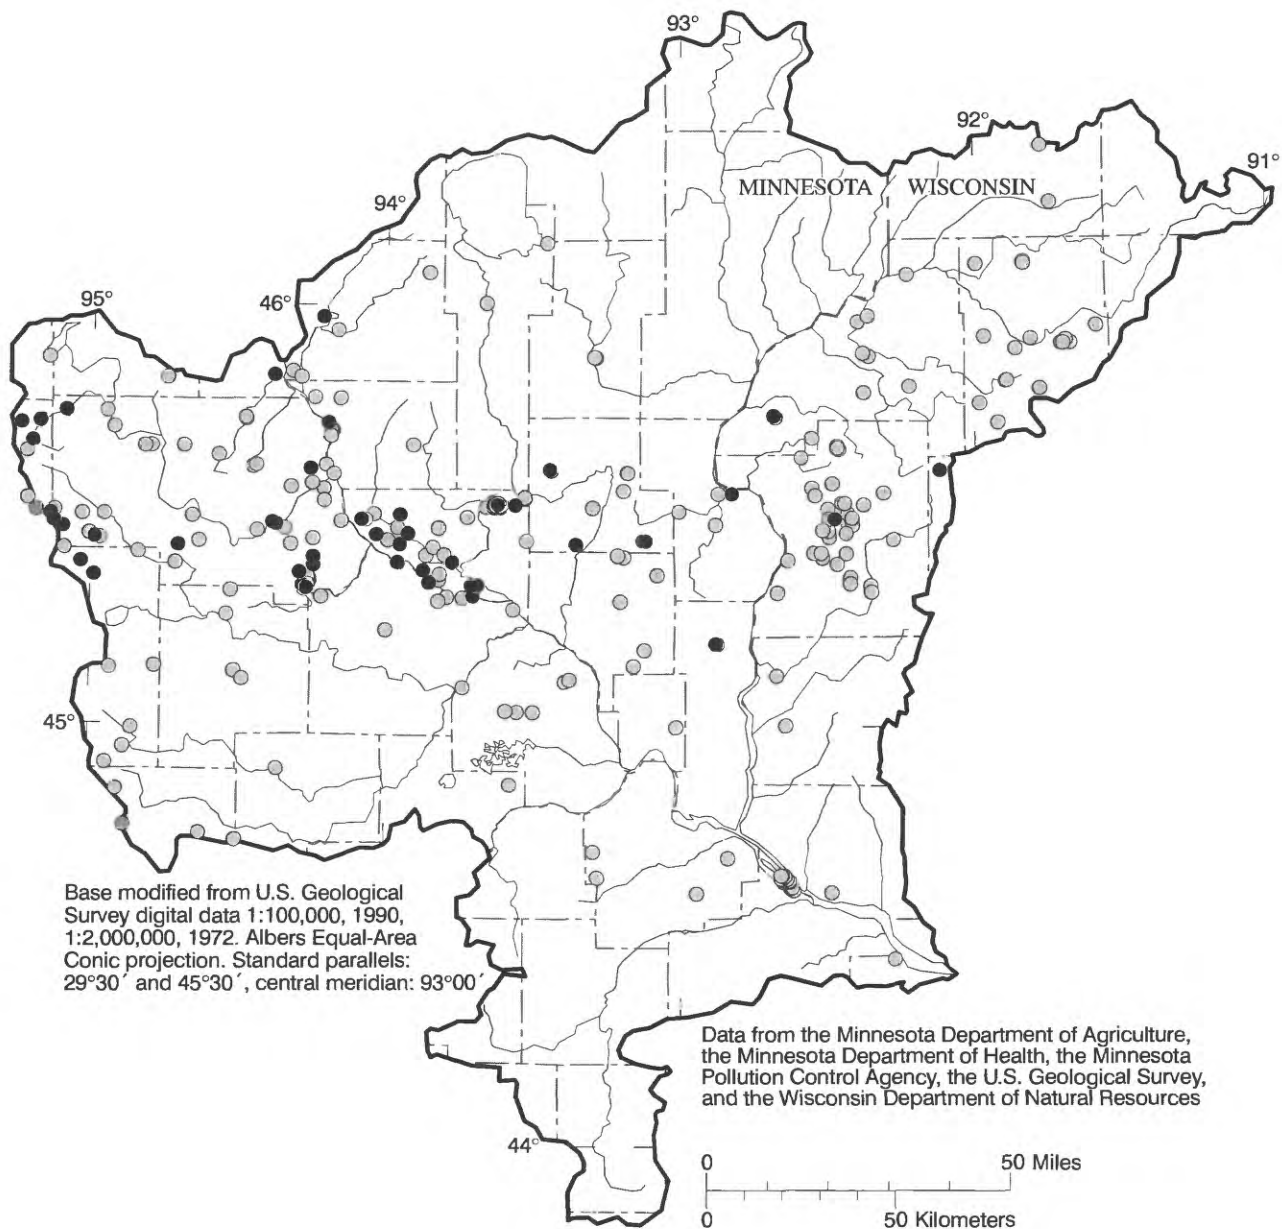 93°
92°
91°
MINNESOTA WISCONSIN
94°
46°
95°
45°
Base modified from U.S. Geological
Survey digital data 1:100,000, 1990,
1:2,000,000, 1972. Albers Equal-Area
Conic projection. Standard parallels:
29°30´ and 45°30´, central meridian: 93°00´
Data from the Minnesota Department of Agriculture,
the Minnesota Department of Health, the Minnesota
Pollution Control Agency, the U.S. Geological Survey,
and the Wisconsin Department of Natural Resources
44°
0 50 Miles
0 50 Kilometers